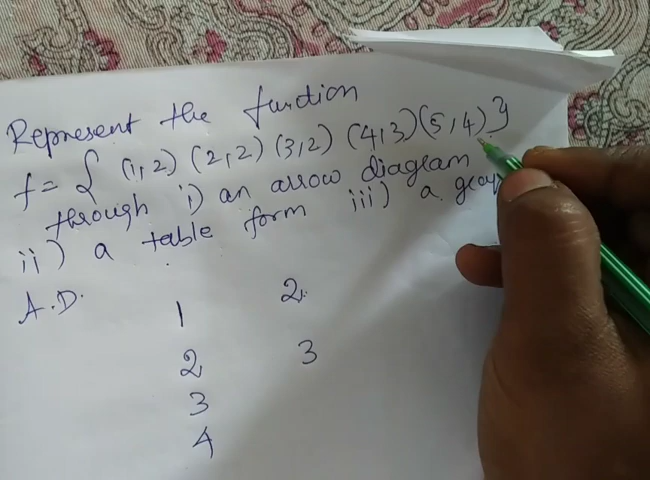 Represent the function
f = { (1,2) (2,2) (3,2) (4,3) (5,4) }
through i) an arrow diagram
ii) a table form iii) a
A.D.
1 2
2 3
3
4